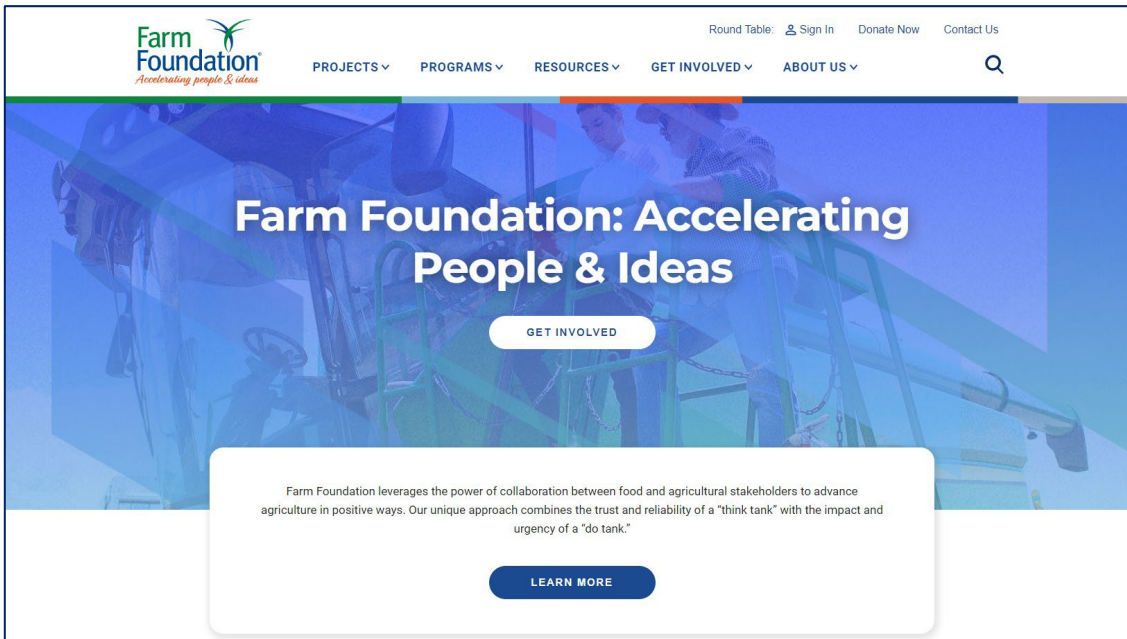 Farm
Foundation®
Accelerating people & ideas
Round Table: Sign In Donate Now Contact Us
PROJECTS PROGRAMS RESOURCES GET INVOLVED ABOUT US
Farm Foundation: Accelerating
People & Ideas
GET INVOLVED
Farm Foundation leverages the power of collaboration between food and agricultural stakeholders to advance
agriculture in positive ways. Our unique approach combines the trust and reliability of a “think tank” with the impact and
urgency of a “do tank.”
LEARN MORE